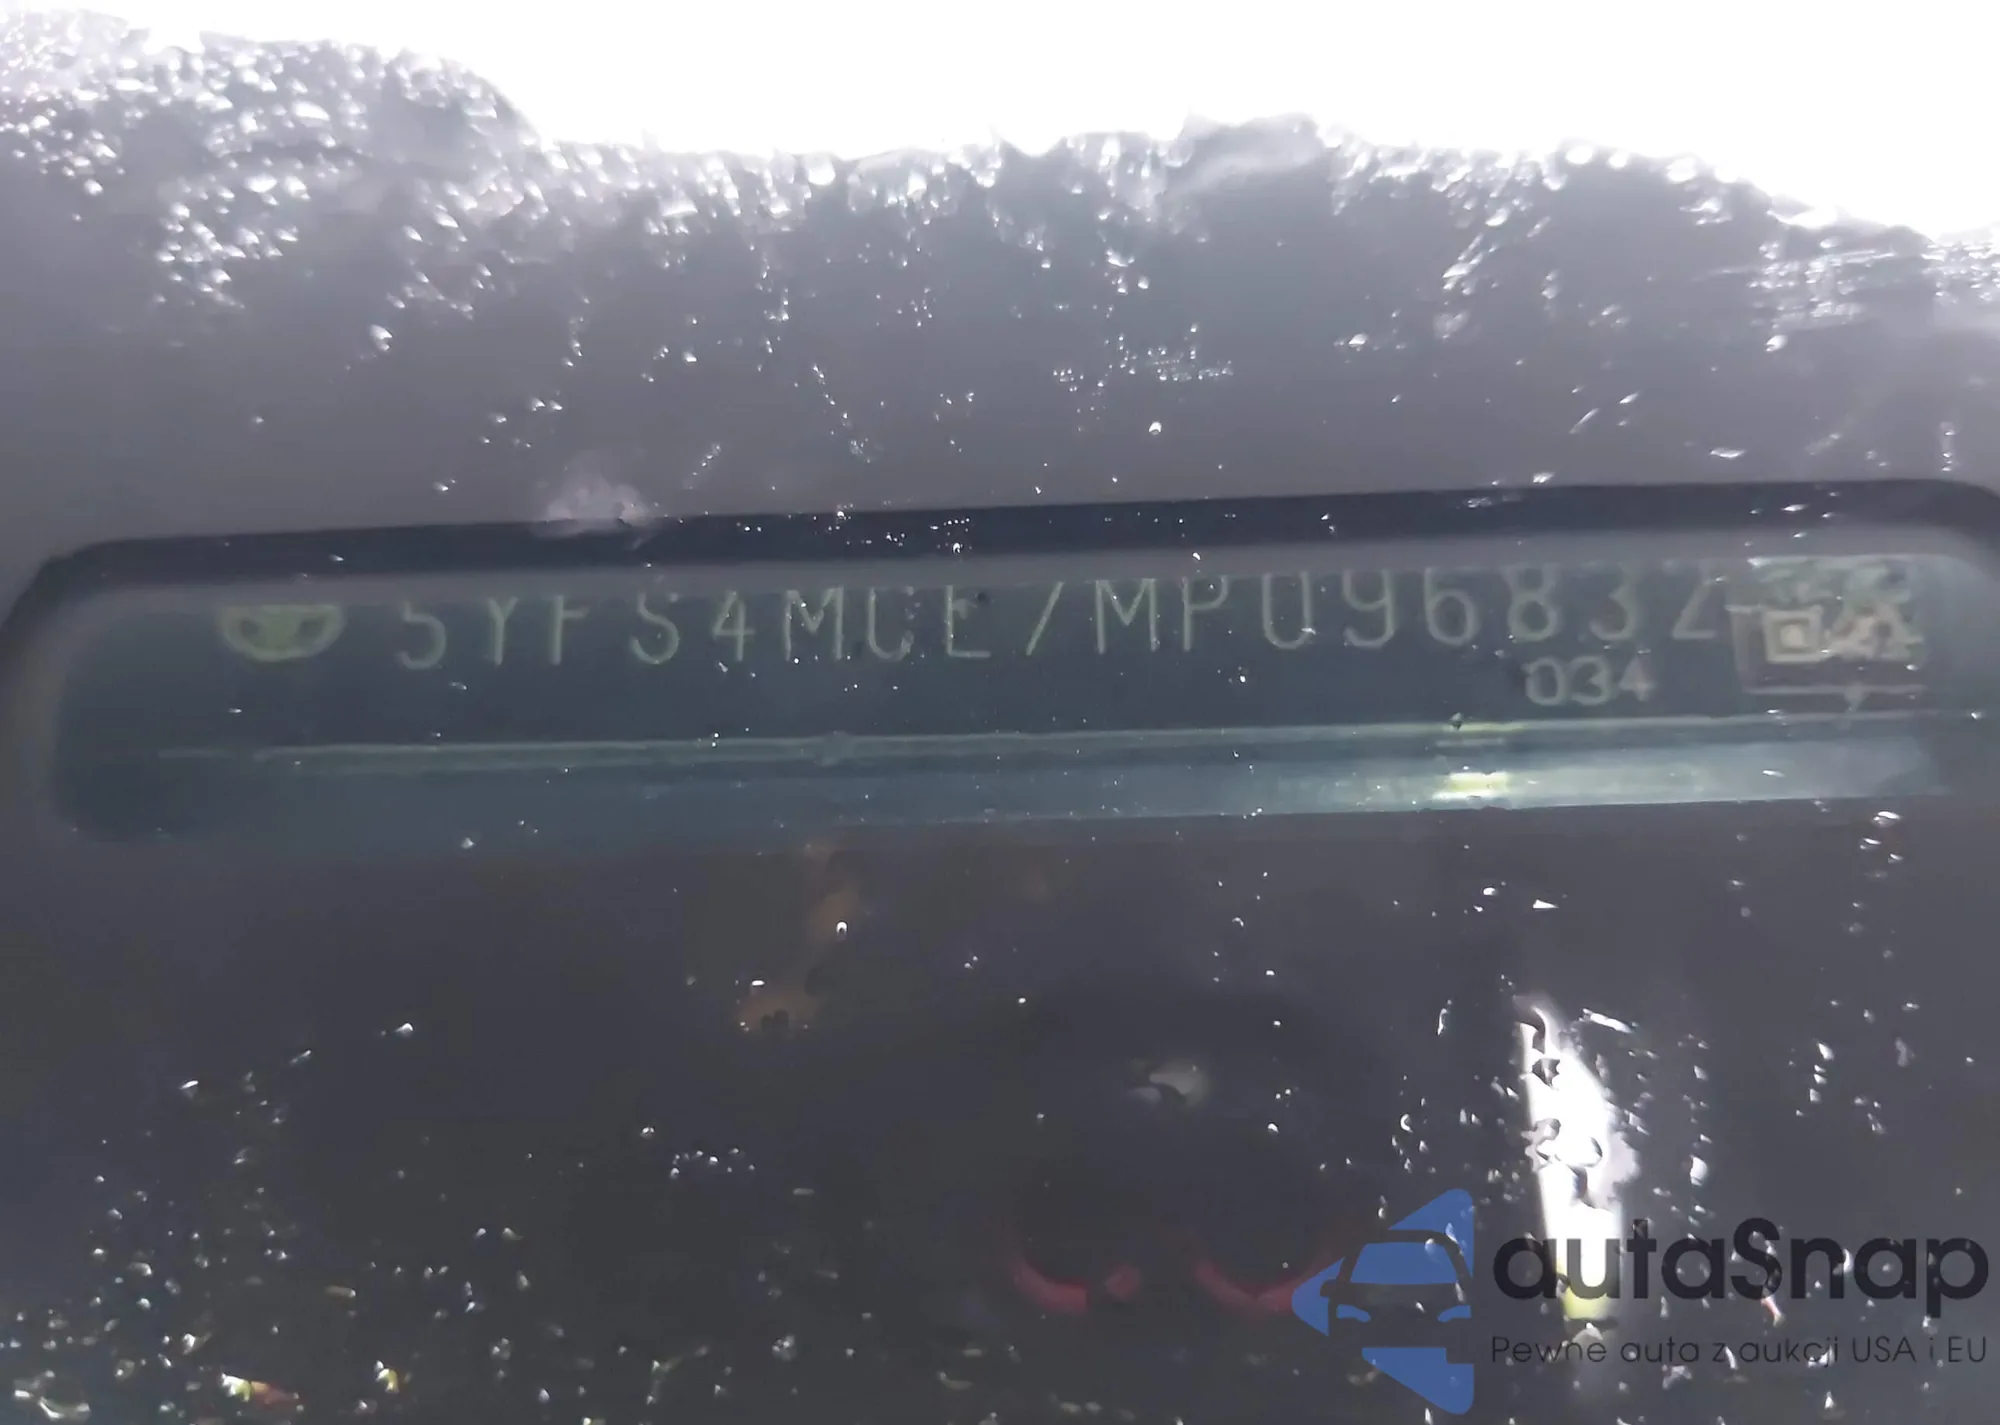 5YFS4MCE7MP096832
034
autaSnap
Pewne auta z aukcji USA i EU